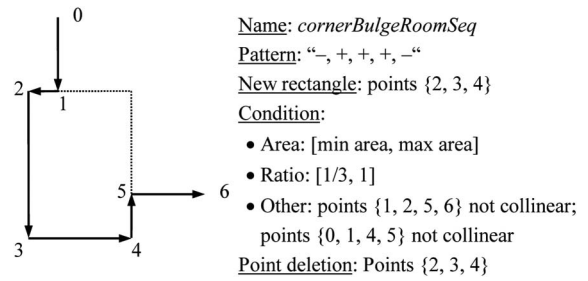 0
1
2
3
4
5
6
Name: cornerBulgeRoomSeq
Pattern: “–, +, +, +, –“
New rectangle: points {2, 3, 4}
Condition:
• Area: [min area, max area]
• Ratio: [1/3, 1]
• Other: points {1, 2, 5, 6} not collinear;
points {0, 1, 4, 5} not collinear
Point deletion: Points {2, 3, 4}